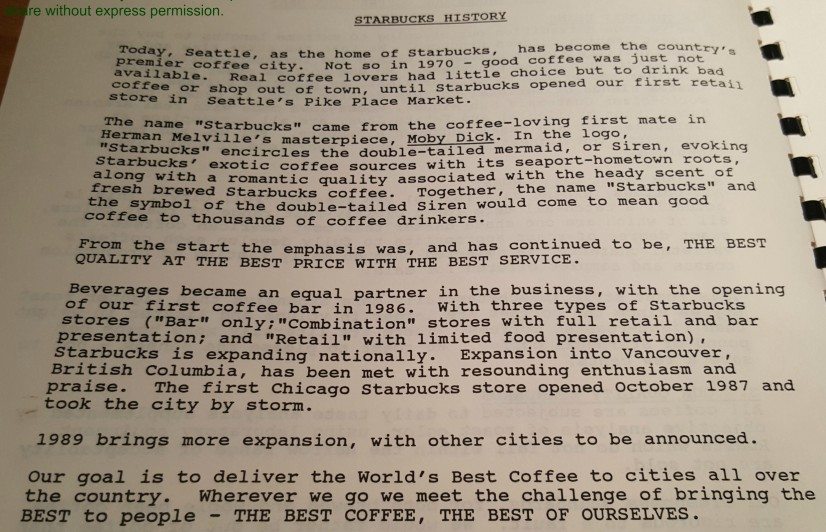 are without express permission.
STARBUCKS HISTORY
Today, Seattle, as the home of Starbucks, has become the country's
premier coffee city. Not so in 1970 - good coffee was just not
available. Real coffee lovers had little choice but to drink bad
coffee or shop out of town, until Starbucks opened our first retail
store in Seattle's Pike Place Market.
The name "Starbucks" came from the coffee-loving first mate in
Herman Melville's masterpiece, Moby Dick. In the logo,
"Starbucks" encircles the double-tailed mermaid, or Siren, evoking
Starbucks' exotic coffee sources with its seaport-hometown roots,
along with a romantic quality associated with the heady scent of
fresh brewed Starbucks coffee. Together, the name "Starbucks" and
the symbol of the double-tailed Siren would come to mean good
coffee to thousands of coffee drinkers.
From the start the emphasis was, and has continued to be, THE BEST
QUALITY AT THE BEST PRICE WITH THE BEST SERVICE.
Beverages became an equal partner in the business, with the opening
of our first coffee bar in 1986. With three types of Starbucks
stores ("Bar" only;"Combination" stores with full retail and bar
presentation; and "Retail" with limited food presentation),
Starbucks is expanding nationally. Expansion into Vancouver,
British Columbia, has been met with resounding enthusiasm and
praise. The first Chicago Starbucks store opened October 1987 and
took the city by storm.
1989 brings more expansion, with other cities to be announced.
Our goal is to deliver the World's Best Coffee to cities all over
the country. Wherever we go we meet the challenge of bringing the
BEST to people - THE BEST COFFEE, THE BEST OF OURSELVES.